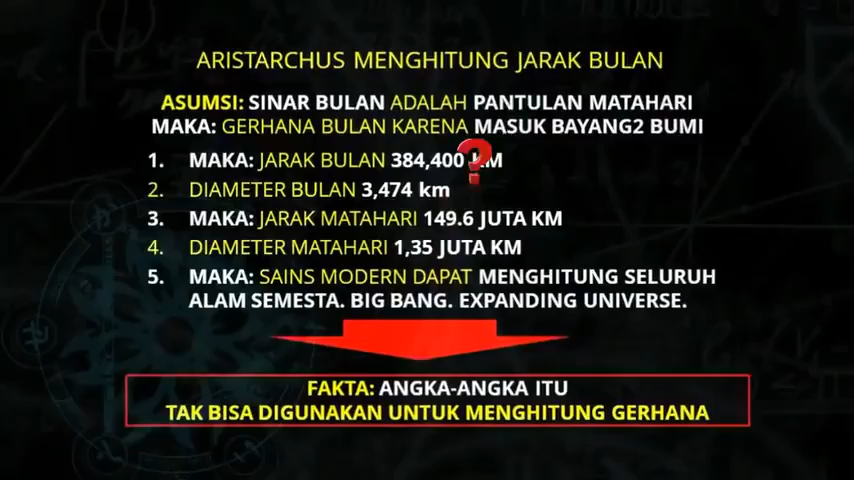 ARISTARCHUS MENGHITUNG JARAK BULAN
ASUMSI: SINAR BULAN ADALAH PANTULAN MATAHARI
MAKA: GERHANA BULAN KARENA MASUK BAYANG2 BUMI
1. MAKA: JARAK BULAN 384,400 KM
?
2. DIAMETER BULAN 3,474 km
3. MAKA: JARAK MATAHARI 149.6 JUTA KM
4. DIAMETER MATAHARI 1,35 JUTA KM
5. MAKA: SAINS MODERN DAPAT MENGHITUNG SELURUH
ALAM SEMESTA. BIG BANG. EXPANDING UNIVERSE.
FAKTA: ANGKA-ANGKA ITU
TAK BISA DIGUNAKAN UNTUK MENGHITUNG GERHANA